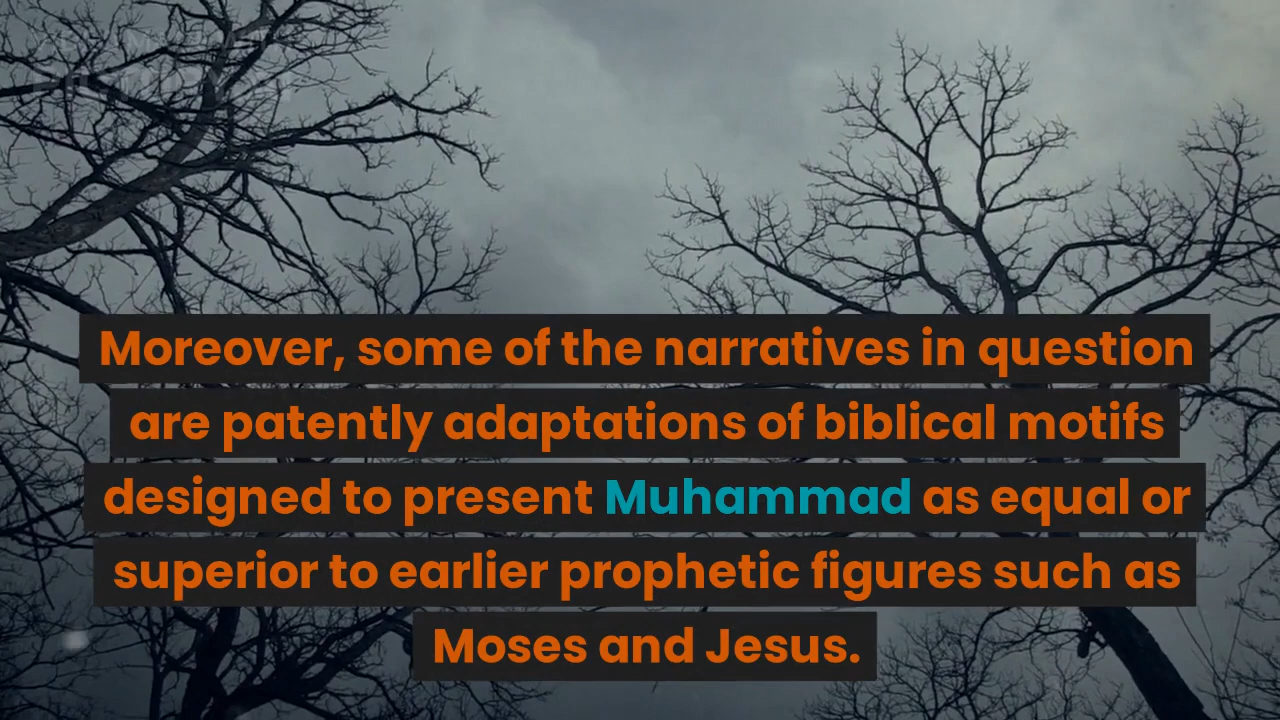 Moreover, some of the narratives in question
are patently adaptations of biblical motifs
designed to present Muhammad as equal or
superior to earlier prophetic figures such as
Moses and Jesus.